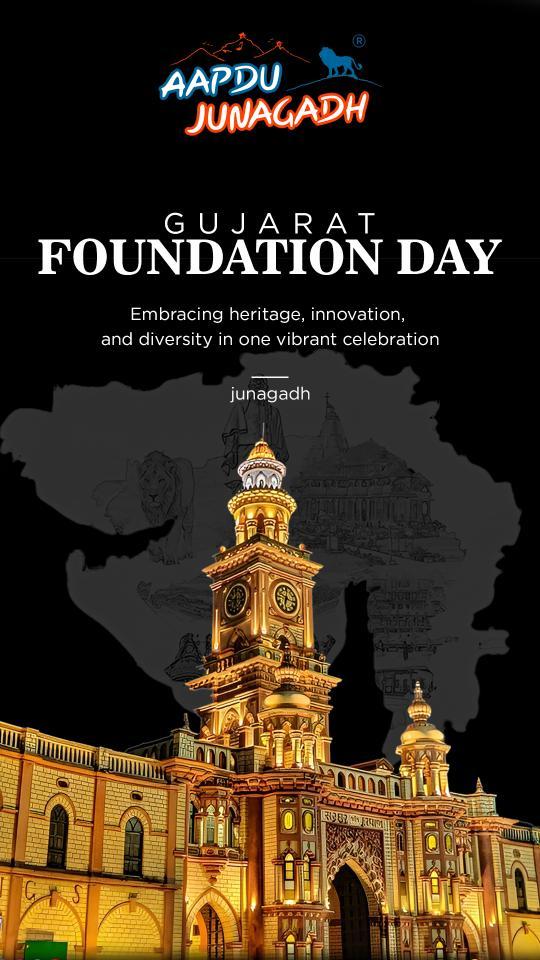 AAPDU
®
JUNAGADH
GUJARAT
FOUNDATION DAY
Embracing heritage, innovation,
and diversity in one vibrant celebration
junagadh